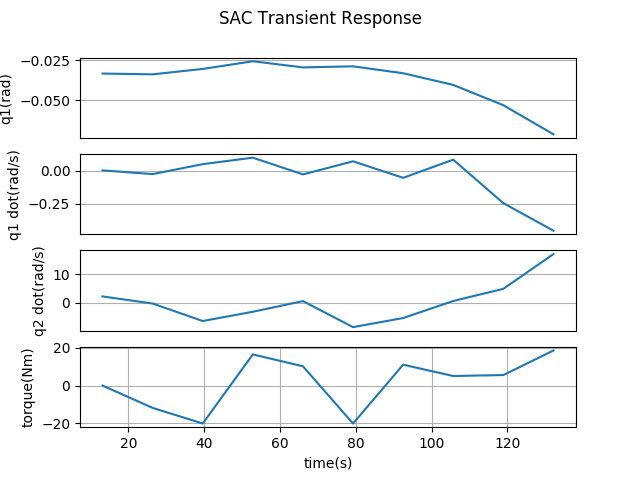 SAC Transient Response
q1(rad)
−0.025
−0.050
q1 dot(rad/s)
0.00
−0.25
q2 dot(rad/s)
10
0
torque(Nm)
20
0
−20
20 40 60 80 100 120
time(s)